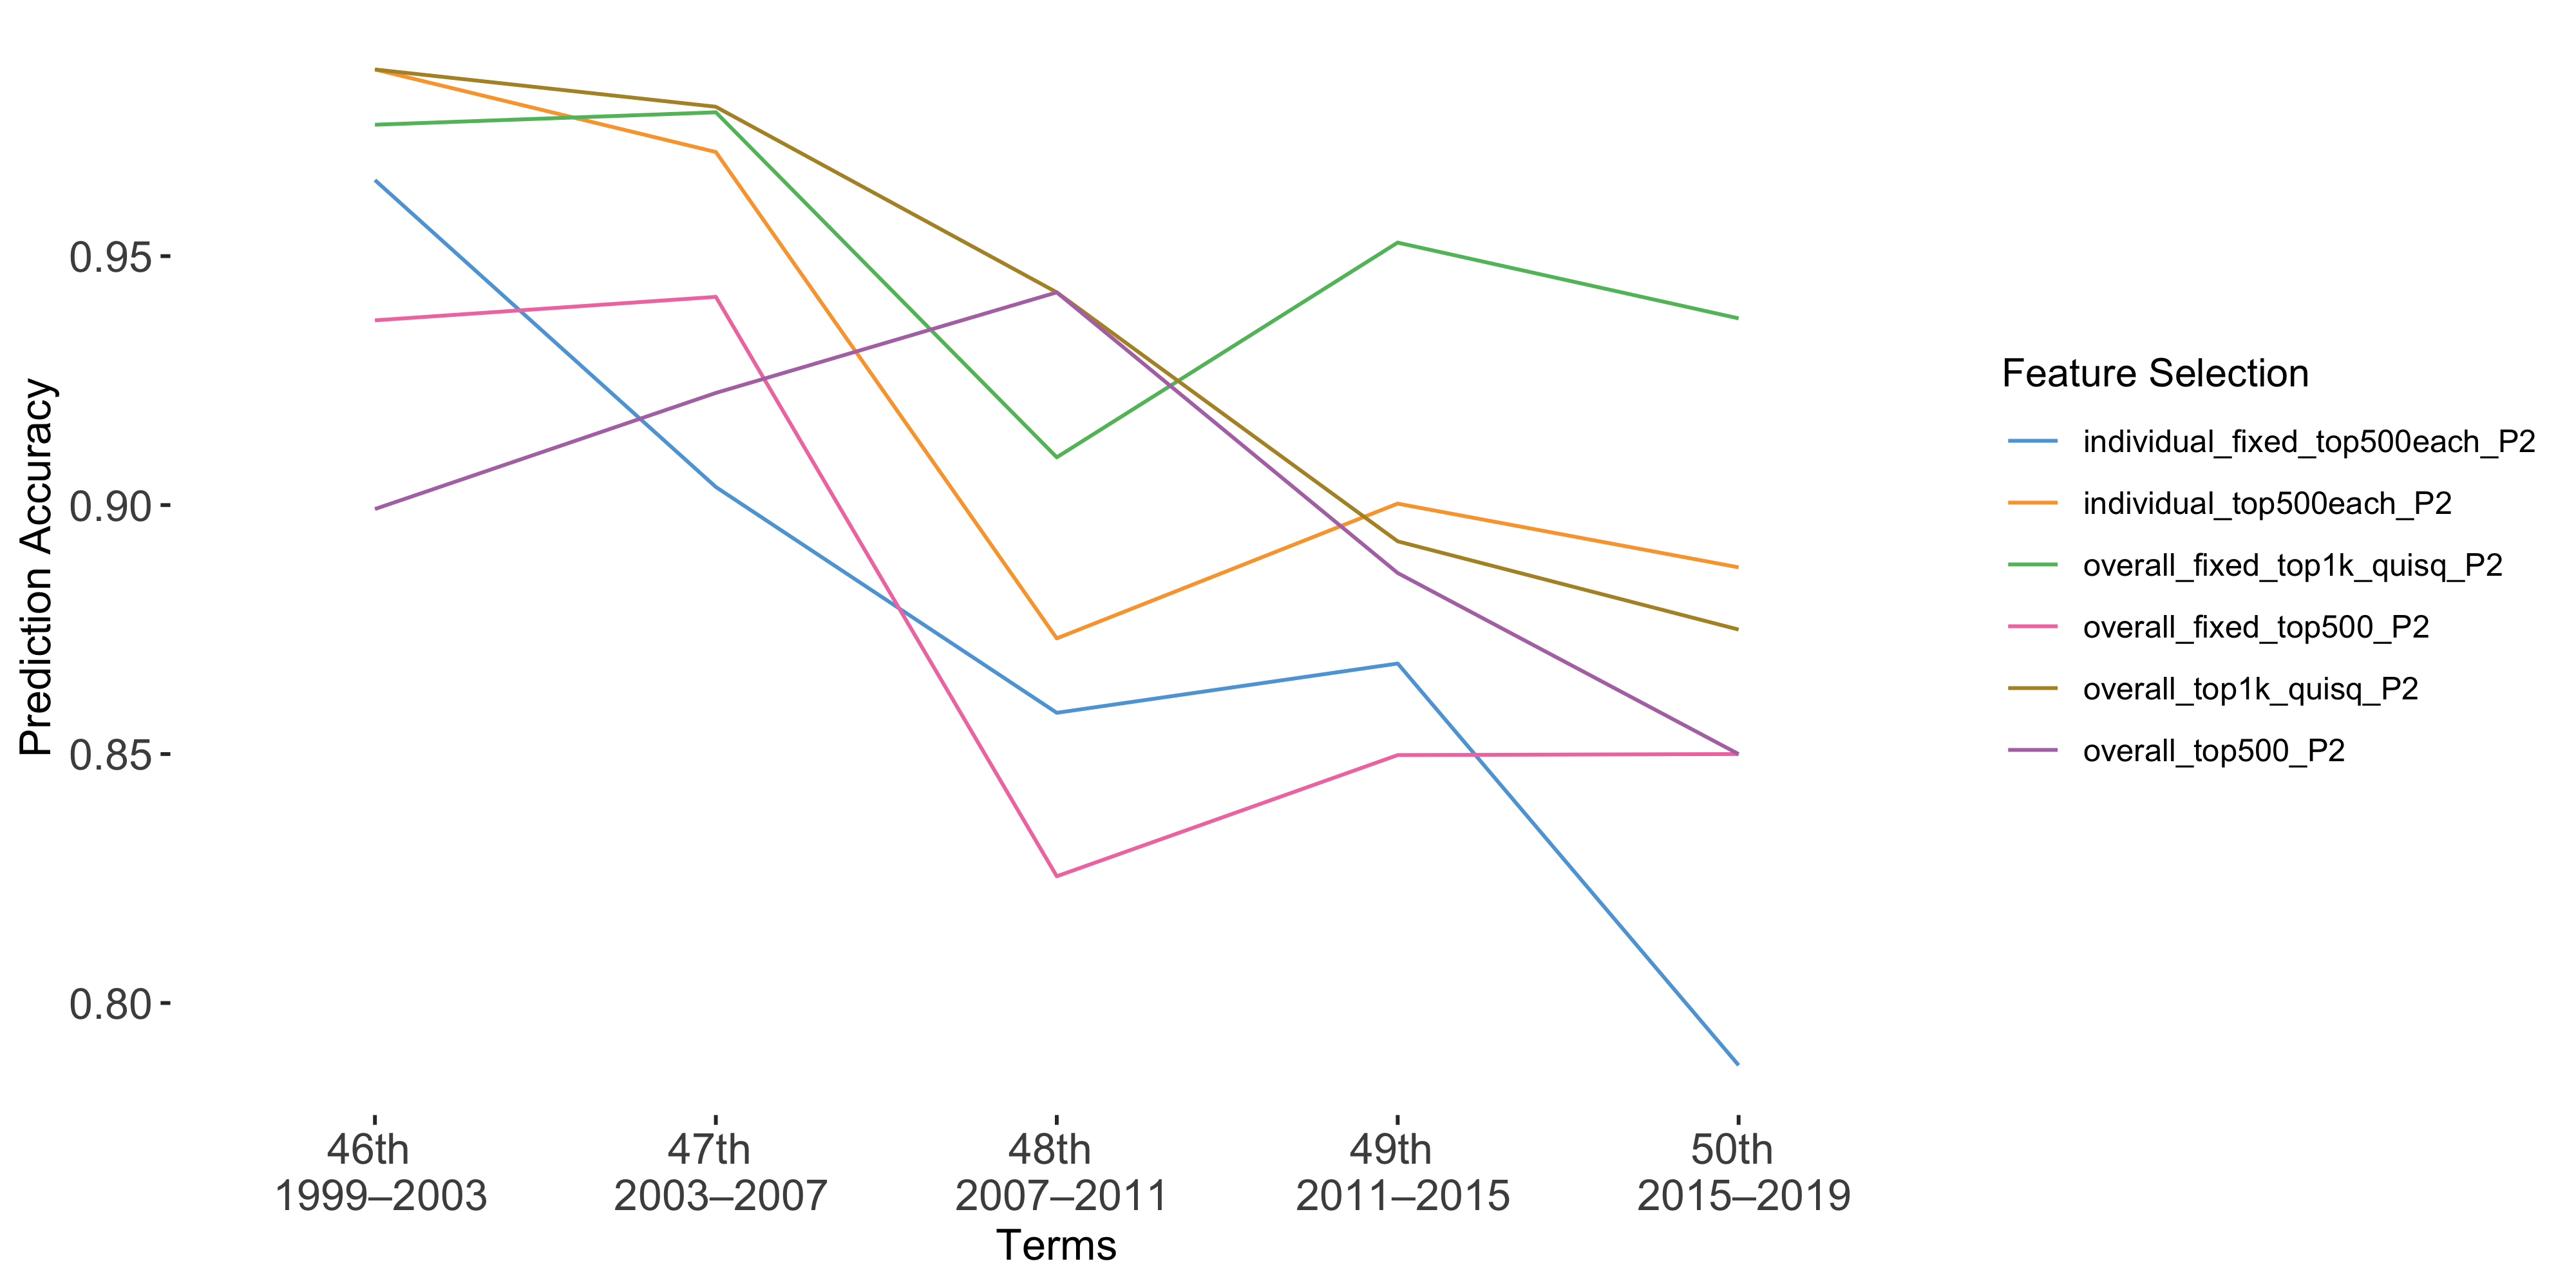 Prediction Accuracy
0.95
0.90
0.85
0.80
46th
1999–2003
47th
2003–2007
48th
2007–2011
49th
2011–2015
50th
2015–2019
Terms
Feature Selection
individual_fixed_top500each_P2
individual_top500each_P2
overall_fixed_top1k_quisq_P2
overall_fixed_top500_P2
overall_top1k_quisq_P2
overall_top500_P2